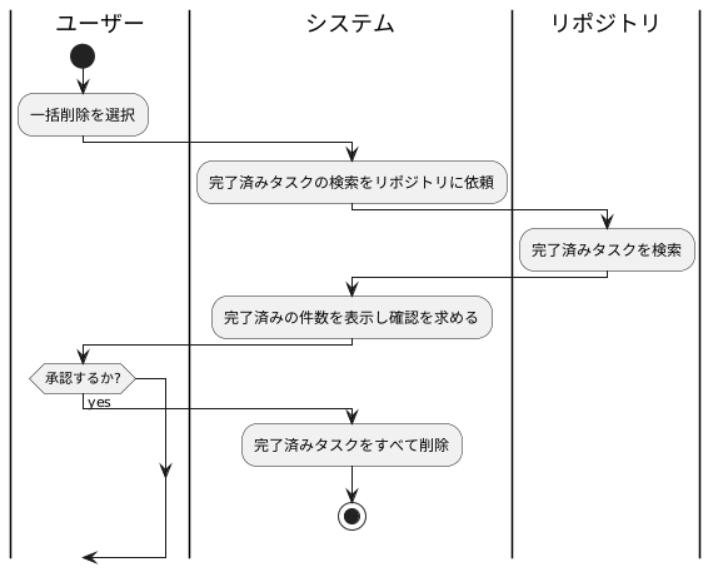 ユーザー
システム
リポジトリ
一括削除を選択
完了済みタスクの検索をリポジトリに依頼
完了済みタスクを検索
完了済みの件数を表示し確認を求める
承認するか?
yes
完了済みタスクをすべて削除